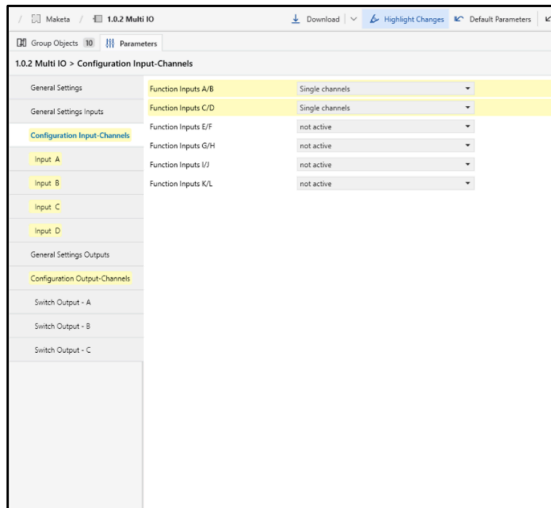 / Maketa / 1.0.2 Multi IO Download Highlight Changes Default Parameters
Group Objects 10 Parameters
1.0.2 Multi IO > Configuration Input-Channels
General Settings
Function Inputs A/B Single channels
General Settings Inputs
Function Inputs C/D Single channels
Configuration Input-Channels
Function Inputs E/F not active
Function Inputs G/H not active
Input A
Function Inputs I/J not active
Input B
Function Inputs K/L not active
Input C
Input D
General Settings Outputs
Configuration Output-Channels
Switch Output - A
Switch Output - B
Switch Output - C